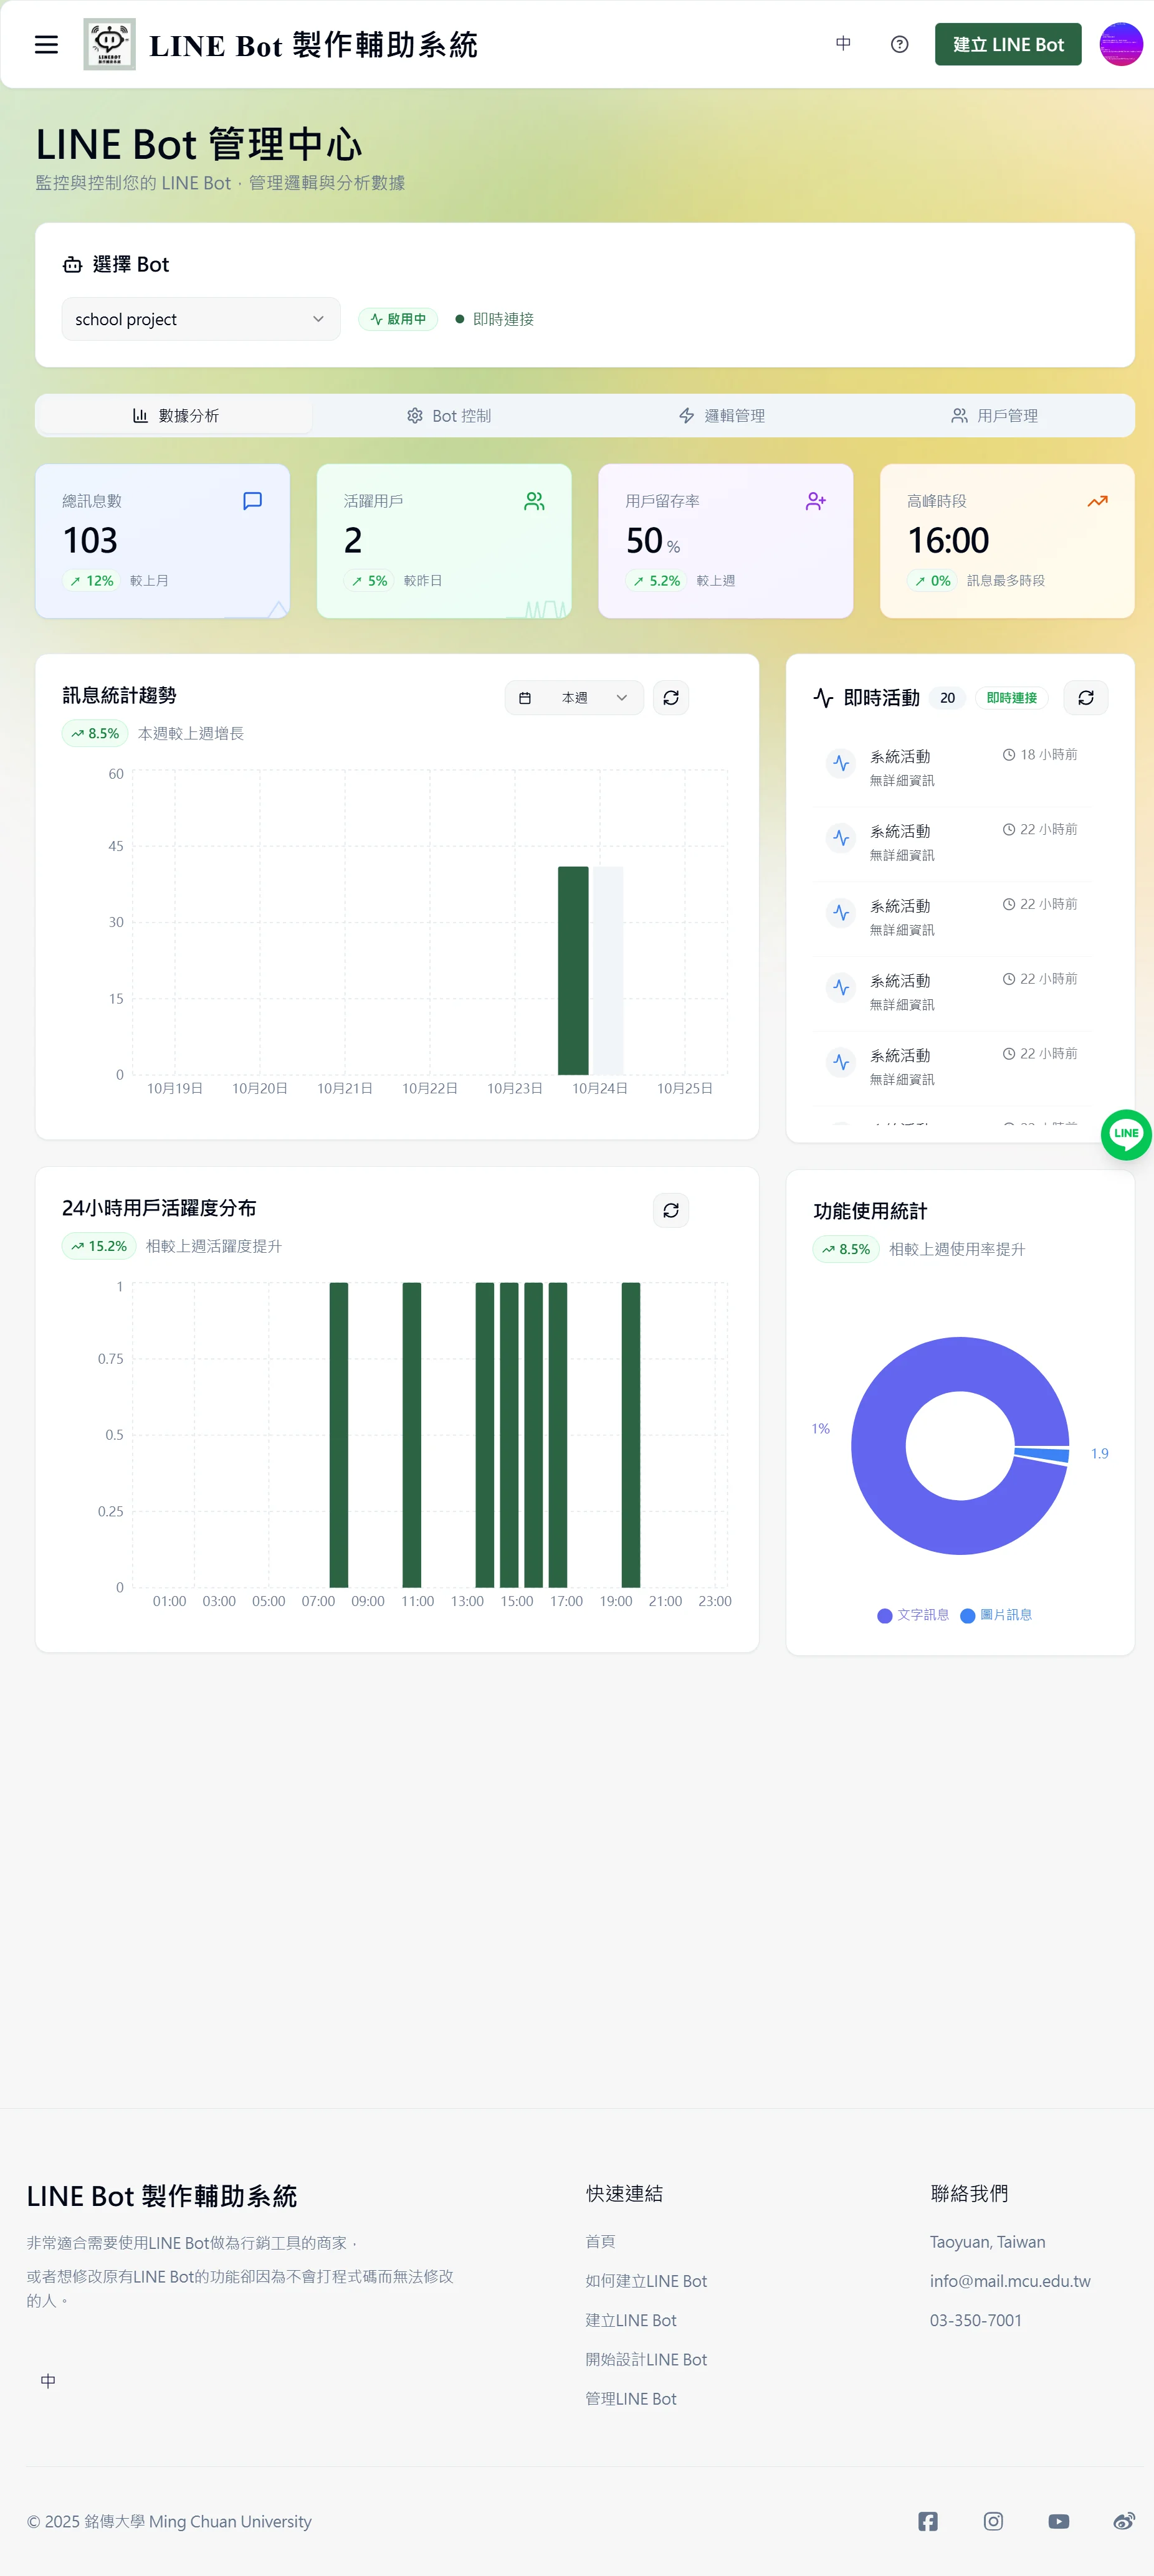 LINE Bot 製作輔助系統
中
建立 LINE Bot
LINE Bot 管理中心
監控與控制您的 LINE Bot，管理邏輯與分析數據
選擇 Bot
school project
啟用中
即時連接
數據分析
Bot 控制
邏輯管理
用戶管理
總訊息數
103
12% 較上月
活躍用戶
2
5% 較昨日
用戶留存率
50 %
5.2% 較上週
高峰時段
16:00
0% 訊息最多時段
訊息統計趨勢
本週
8.5% 本週較上週增長
60
45
30
15
0
10月19日 10月20日 10月21日 10月22日 10月23日 10月24日 10月25日
即時活動 20 即時連接
系統活動 18 小時前
無詳細資訊
系統活動 22 小時前
無詳細資訊
系統活動 22 小時前
無詳細資訊
系統活動 22 小時前
無詳細資訊
系統活動 22 小時前
無詳細資訊
LINE
24小時用戶活躍度分布
15.2% 相較上週活躍度提升
1
0.75
0.5
0.25
0
01:00 03:00 05:00 07:00 09:00 11:00 13:00 15:00 17:00 19:00 21:00 23:00
功能使用統計
8.5% 相較上週使用率提升
1%
1.9
文字訊息 圖片訊息
LINE Bot 製作輔助系統
非常適合需要使用LINE Bot做為行銷工具的商家，
或者想修改原有LINE Bot的功能卻因為不會打程式碼而無法修改
的人。
中
快速連結
首頁
如何建立LINE Bot
建立LINE Bot
開始設計LINE Bot
管理LINE Bot
聯絡我們
Taoyuan, Taiwan
info@mail.mcu.edu.tw
03-350-7001
© 2025 銘傳大學 Ming Chuan University